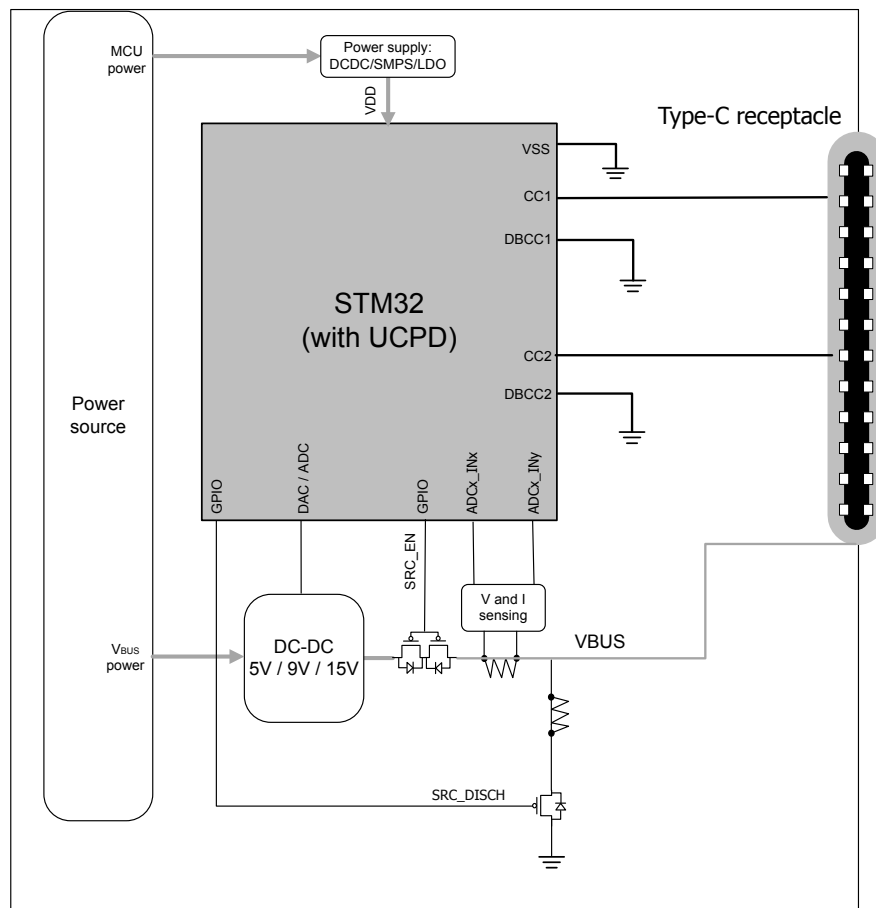 MCU
power
Power supply:
DCDC/SMPS/LDO
VDD
Type-C receptacle
VSS
CC1
DBCC1
STM32
(with UCPD)
CC2
DBCC2
Power
source
GPIO
DAC / ADC
GPIO
ADCx_INx
ADCx_INy
SRC_EN
V and I
sensing
VBUS
power
DC-DC
5V / 9V / 15V
VBUS
SRC_DISCH